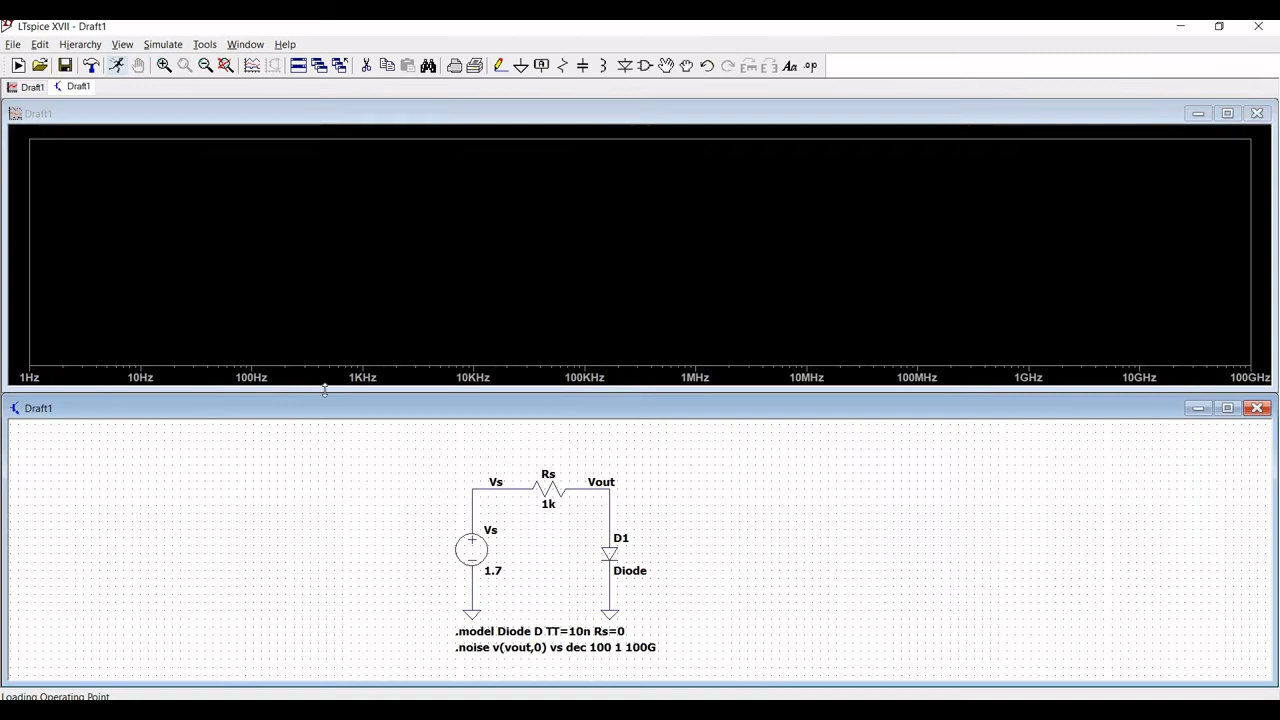 LTspice XVII - Draft1
File Edit Hierarchy View Simulate Tools Window Help
Draft1 Draft1
Draft1
1Hz 10Hz 100Hz 1KHz 10KHz 100KHz 1MHz 10MHz 100MHz 1GHz 10GHz 100GHz
Draft1
Rs
Vs Vout
1k
Vs
D1
1.7
Diode
.model Diode D TT=10n Rs=0
.noise v(vout,0) vs dec 100 1 100G
Loading Operating Point